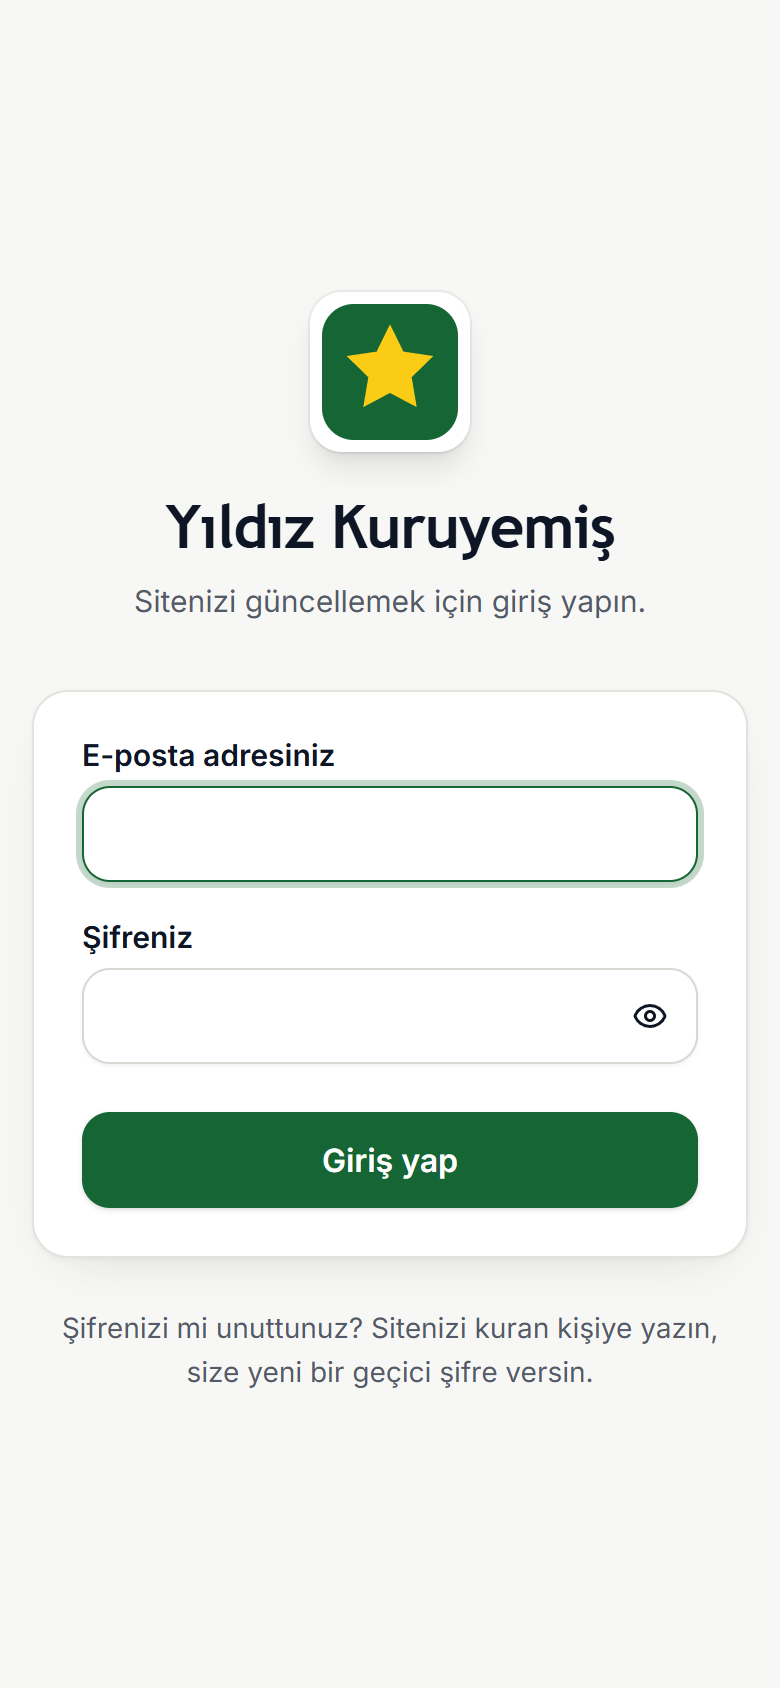 Yıldız Kuruyemiş
Sitenizi güncellemek için giriş yapın.
E-posta adresiniz
Şifreniz
Giriş yap
Şifrenizi mi unuttunuz? Sitenizi kuran kişiye yazın,
size yeni bir geçici şifre versin.